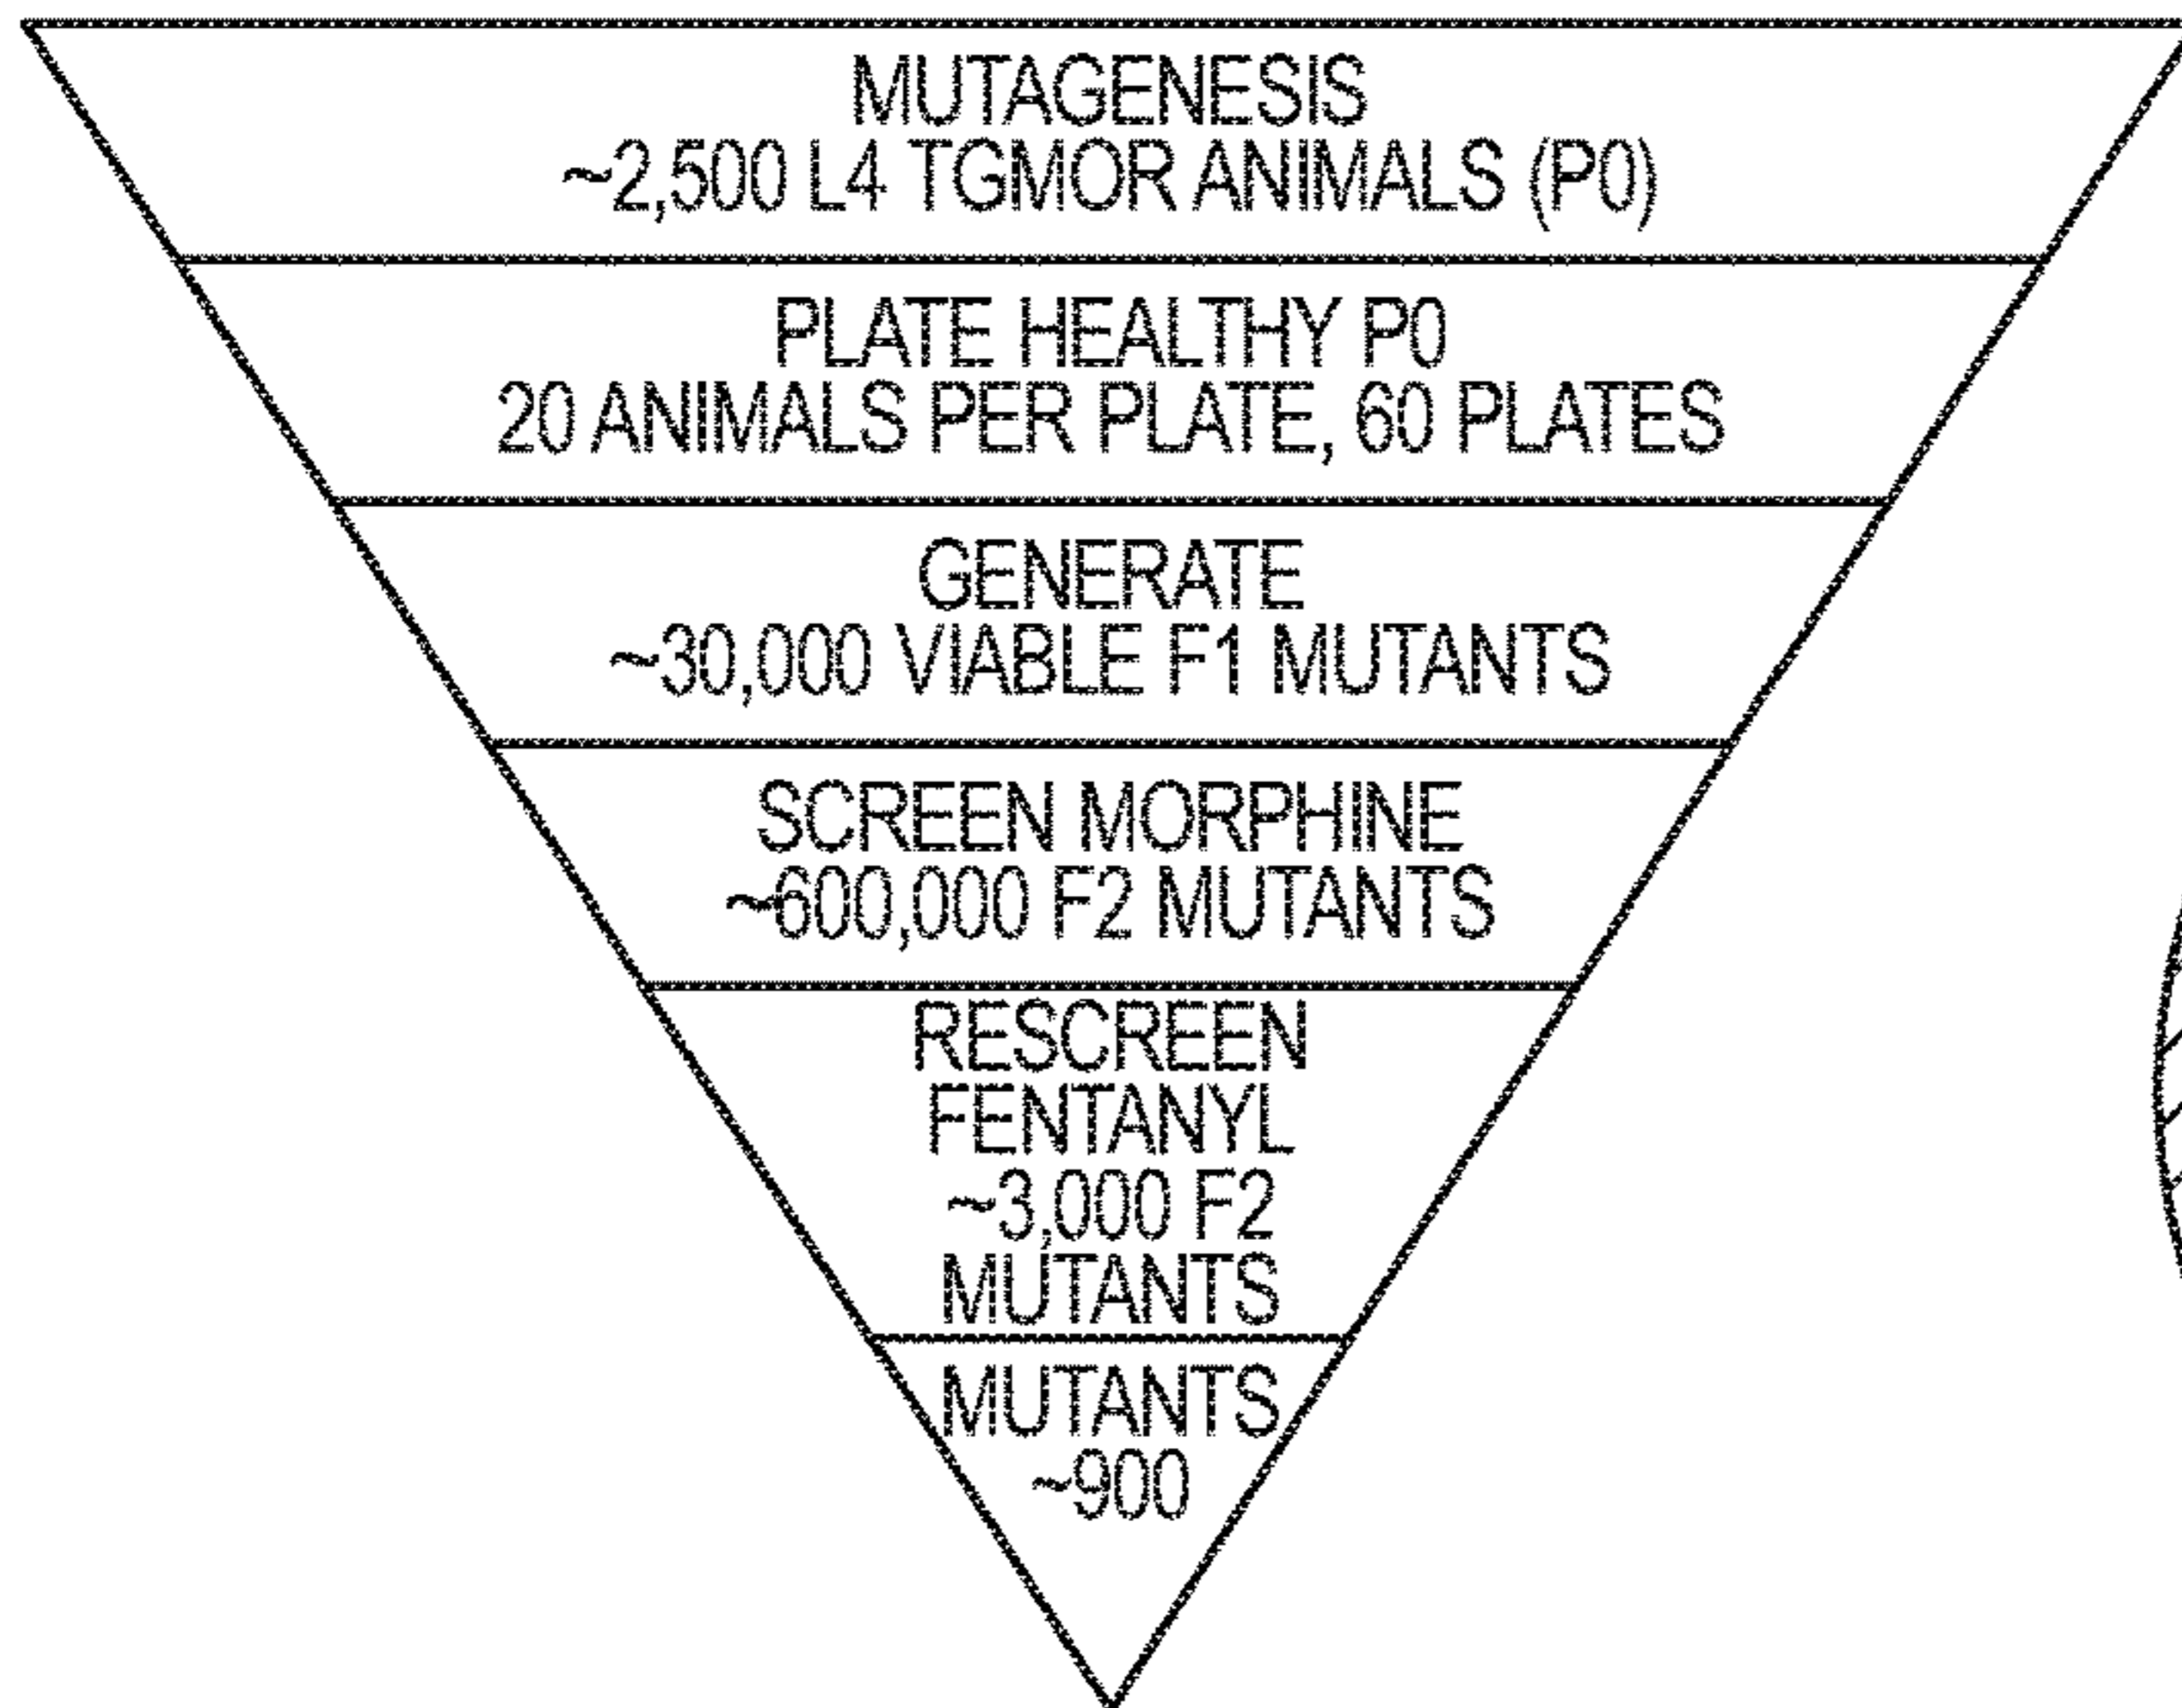 MUTAGENESIS
~2,500 L4 TGMOR ANIMALS (P0)
PLATE HEALTHY P0
20 ANIMALS PER PLATE, 60 PLATES
GENERATE
~30,000 VIABLE F1 MUTANTS
SCREEN MORPHINE
~600,000 F2 MUTANTS
RESCREEN
FENTANYL
~3,000 F2
MUTANTS
MUTANTS
~900